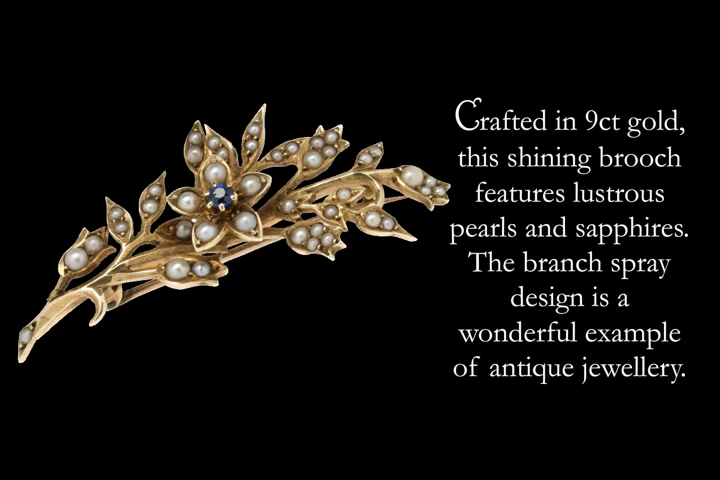 Crafted in 9ct gold,
this shining brooch
features lustrous
pearls and sapphires.
The branch spray
design is a
wonderful example
of antique jewellery.